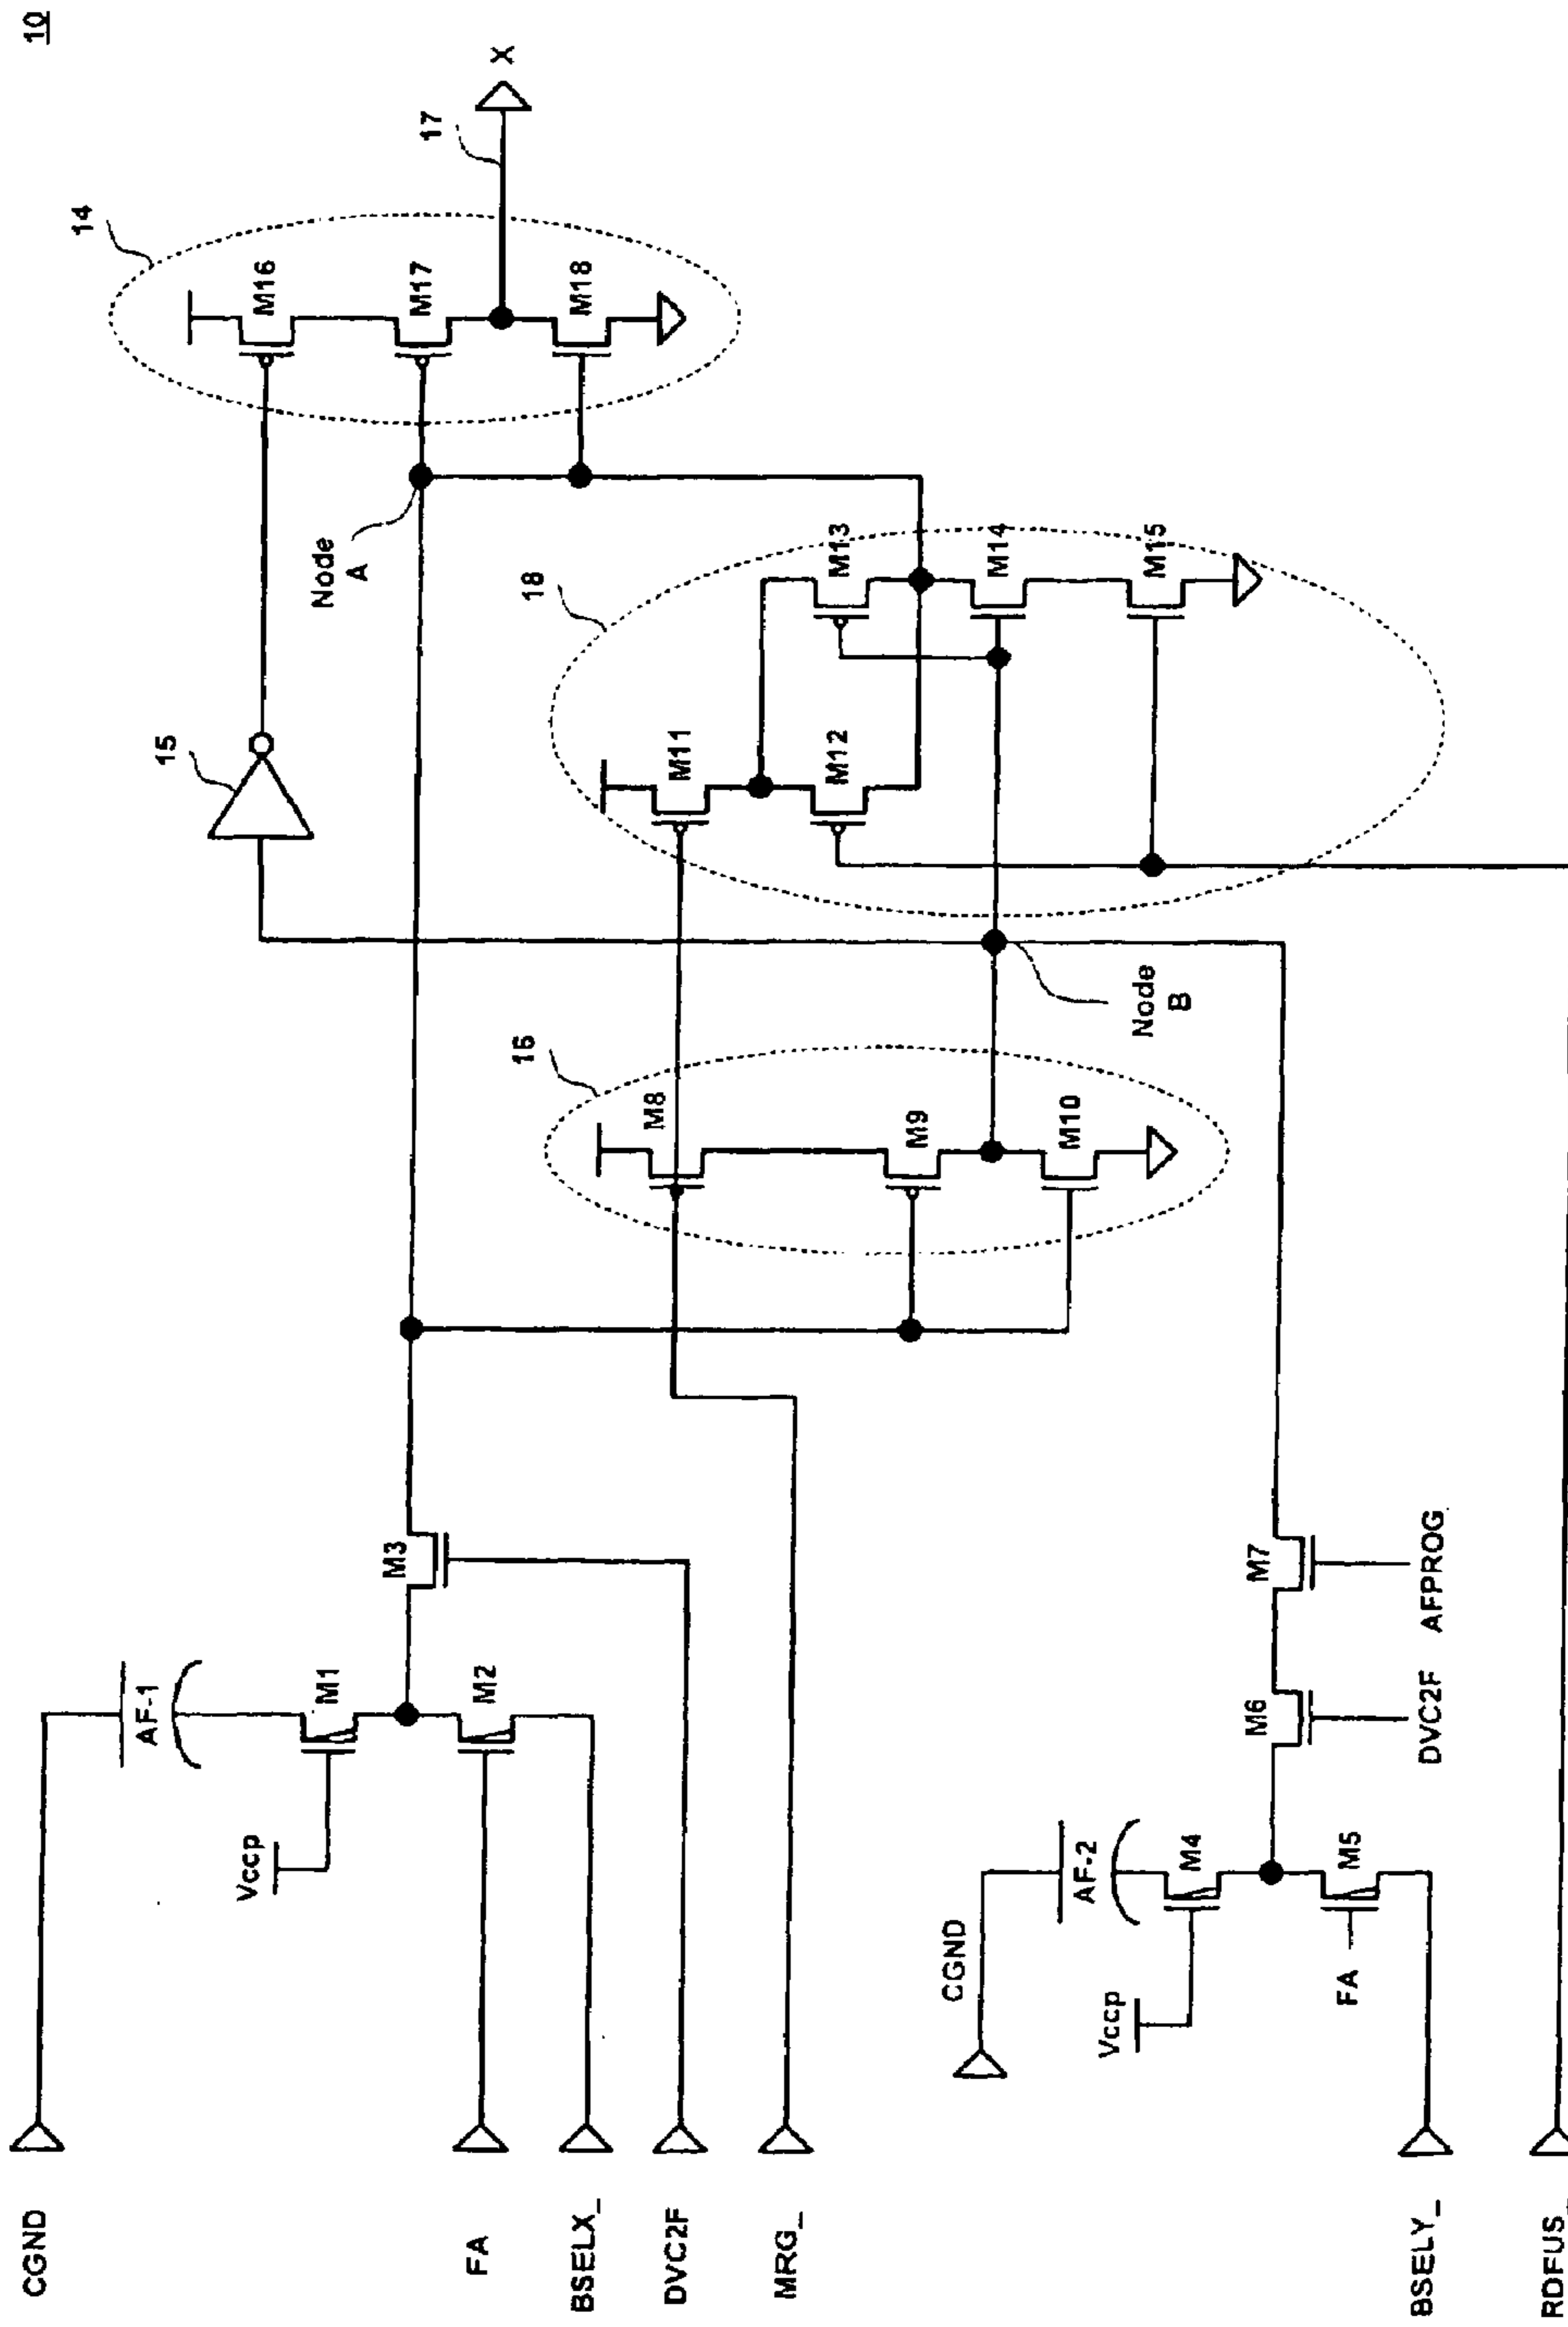 10
CGND
FA
BSELX_
DVC2F
MRG_
BSELY_
RDFUS_
AF-1
Vccp
M1
M2
M3
CGND
AF-2
Vccp
M4
FA
M5
M6
M7
DVC2F
AFPROG
16
M8
M9
M10
Node
B
15
18
M11
M12
M13
M14
M15
Node
A
14
M16
M17
M18
17
X